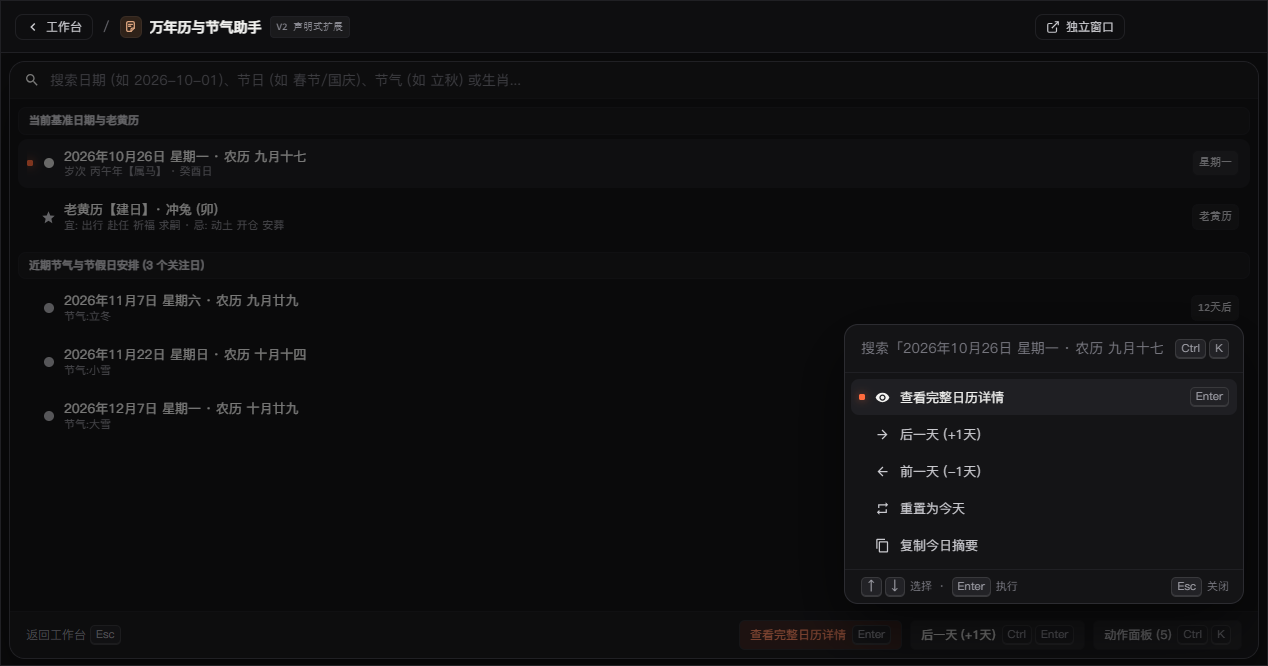 工作台 / 万年历与节气助手 V2 声明式扩展 独立窗口
搜索日期 (如 2026-10-01)、节日 (如 春节/国庆)、节气 (如 立秋) 或生肖...
当前基准日期与老黄历
2026年10月26日 星期一 · 农历 九月十七
岁次 丙午年【属马】 · 癸酉日
星期一
老黄历【建日】· 冲兔 (卯)
宜: 出行 赴任 祈福 求嗣 · 忌: 动土 开仓 安葬
老黄历
近期节气与节假日安排 (3 个关注日)
2026年11月7日 星期六 · 农历 九月廿九
节气:立冬
12天后
2026年11月22日 星期日 · 农历 十月十四
节气:小雪
2026年12月7日 星期一 · 农历 十月廿九
节气:大雪
搜索「2026年10月26日 星期一 · 农历 九月十七 Ctrl K
查看完整日历详情 Enter
后一天 (+1天)
前一天 (-1天)
重置为今天
复制今日摘要
↑ ↓ 选择 · Enter 执行 Esc 关闭
返回工作台 Esc 查看完整日历详情 Enter 后一天 (+1天) Ctrl Enter 动作面板 (5) Ctrl K